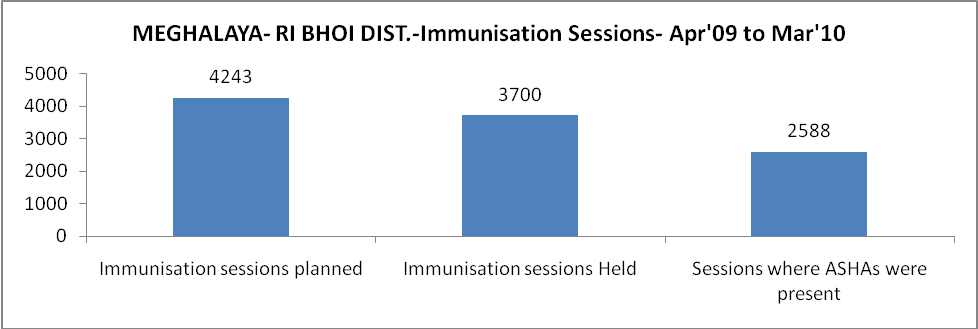 MEGHALAYA- RI BHOI DIST.-Immunisation Sessions- Apr'09 to Mar'10
5000
4000
3000
2000
1000
0
4243
3700
2588
Immunisation sessions planned
Immunisation sessions Held
Sessions where ASHAs were
present